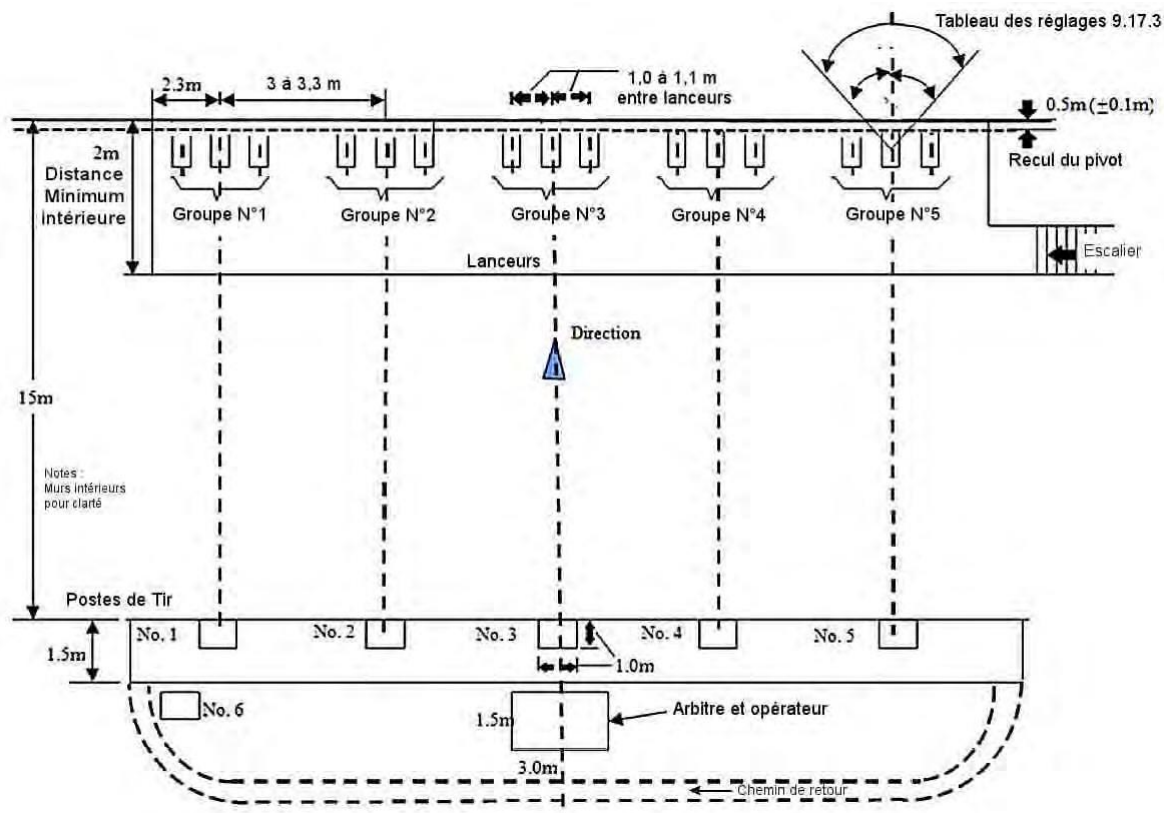 Tableau des réglages 9.17.3
2.3m
3 à 3,3 m
1,0 à 1,1 m
entre lanceurs
0.5m (±0.1m)
2m
Distance
Minimum
intérieure
Recul du pivot
Groupe N°1
Groupe N°2
Groupe N°3
Groupe N°4
Groupe N°5
Lanceurs
Escalier
Direction
15m
Notes :
Murs intérieurs
pour clarté
Postes de Tir
No. 1
No. 2
No. 3
No. 4
No. 5
1.5m
1.0m
No. 6
1.5m
Arbitre et opérateur
3.0m
Chemin de retour